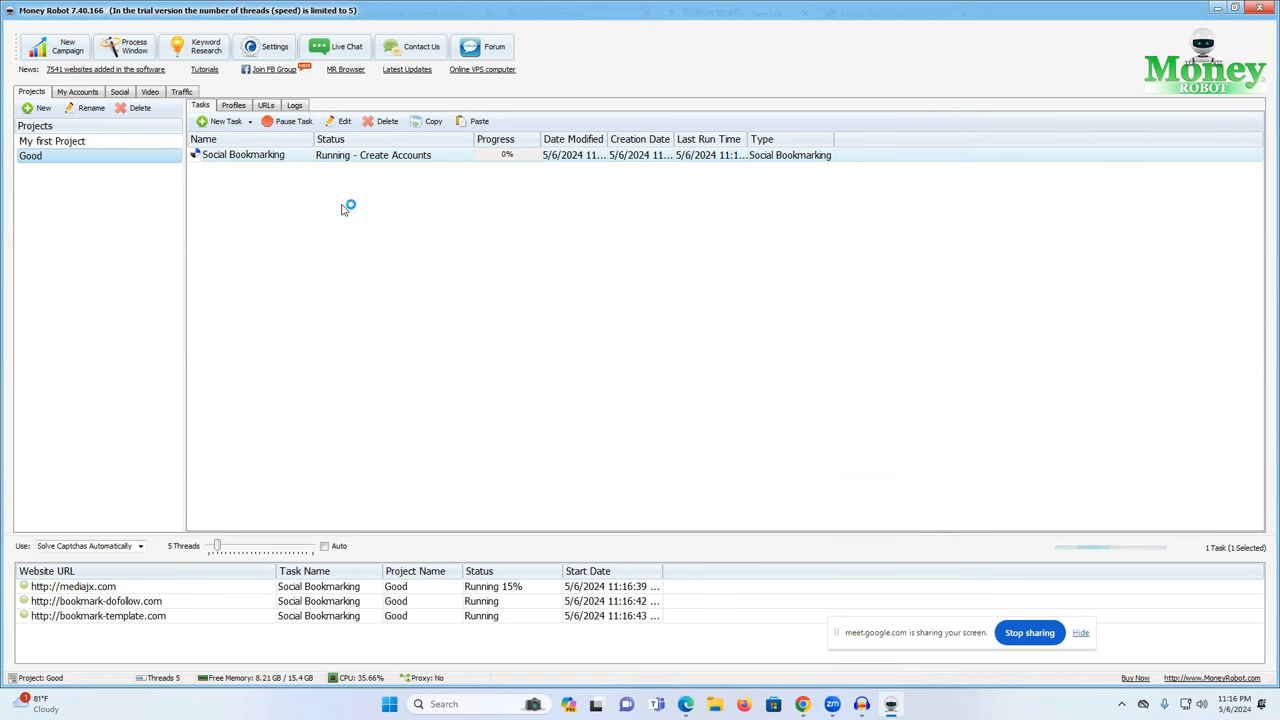 Money Robot 7.40.166 (In the trial version the number of threads (speed) is limited to 5)
New Campaign
Process Window
Keyword Research
Settings
Live Chat
Contact Us
Forum
News: 7541 websites added in the software
Tutorials
Join FB Group NEW
MR Browser
Latest Updates
Online VPS computer
Money
ROBOT
Projects My Accounts Social Video Traffic
New Rename Delete
Projects
My first Project
Good
Tasks Profiles URLs Logs
New Task Pause Task Edit Delete Copy Paste
Name Status Progress Date Modified Creation Date Last Run Time Type
Social Bookmarking Running - Create Accounts 0% 5/6/2024 11... 5/6/2024 11... 5/6/2024 11:1... Social Bookmarking
Use: Solve Captchas Automatically 5 Threads Auto 1 Task (1 Selected)
Website URL Task Name Project Name Status Start Date
http://mediajx.com Social Bookmarking Good Running 15% 5/6/2024 11:16:39 ...
http://bookmark-dofollow.com Social Bookmarking Good Running 5/6/2024 11:16:42 ...
http://bookmark-template.com Social Bookmarking Good Running 5/6/2024 11:16:43 ...
meet.google.com is sharing your screen. Stop sharing Hide
Project: Good Threads 5 Free Memory: 8.21 GB / 15.4 GB CPU: 35.66% Proxy: No Buy Now http://www.MoneyRobot.com
1
81°F
Cloudy
Search
11:16 PM
5/6/2024